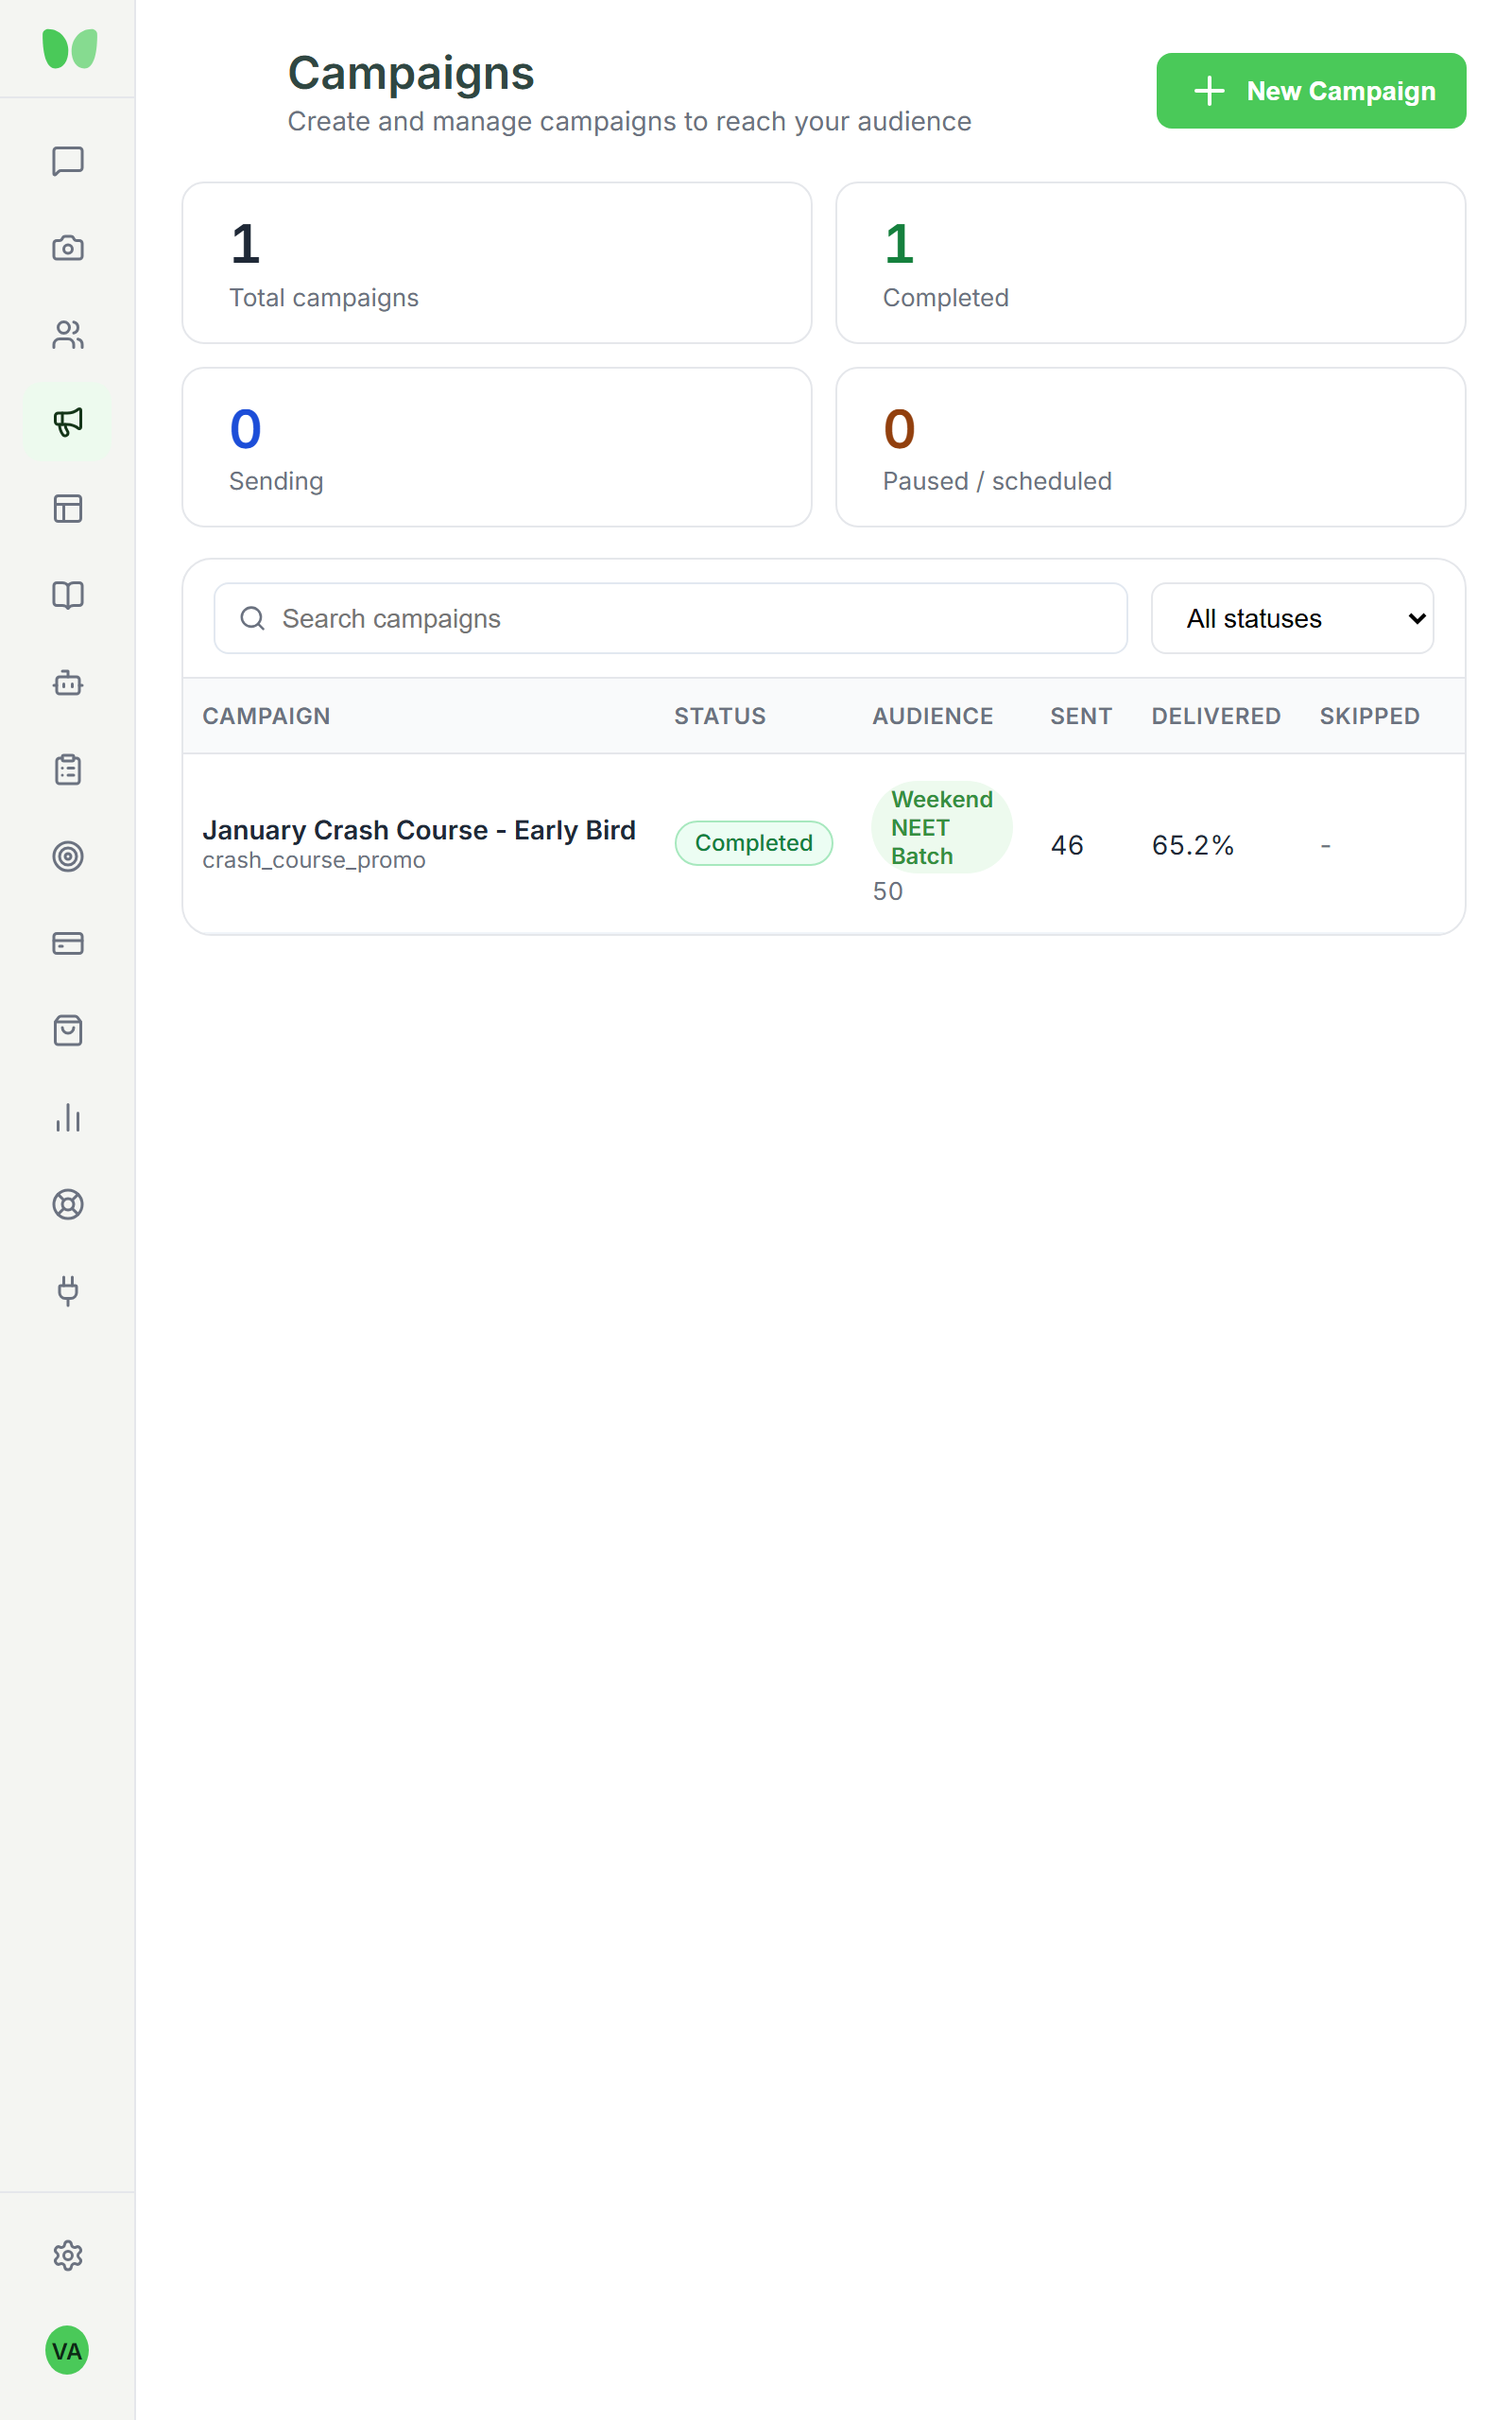 Campaigns
Create and manage campaigns to reach your audience
New Campaign
1
Total campaigns
1
Completed
0
Sending
0
Paused / scheduled
Search campaigns
All statuses
CAMPAIGN STATUS AUDIENCE SENT DELIVERED SKIPPED
January Crash Course - Early Bird
crash_course_promo
Completed
Weekend
NEET
Batch
50
46
65.2%
-
VA